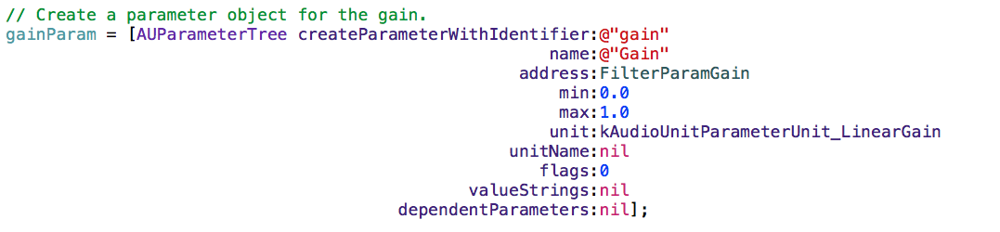 // Create a parameter object for the gain.
gainParam = [AUParameterTree createParameterWithIdentifier:@"gain"
name:@"Gain"
address:FilterParamGain
min:0.0
max:1.0
unit:kAudioUnitParameterUnit_LinearGain
unitName:nil
flags:0
valueStrings:nil
dependentParameters:nil];